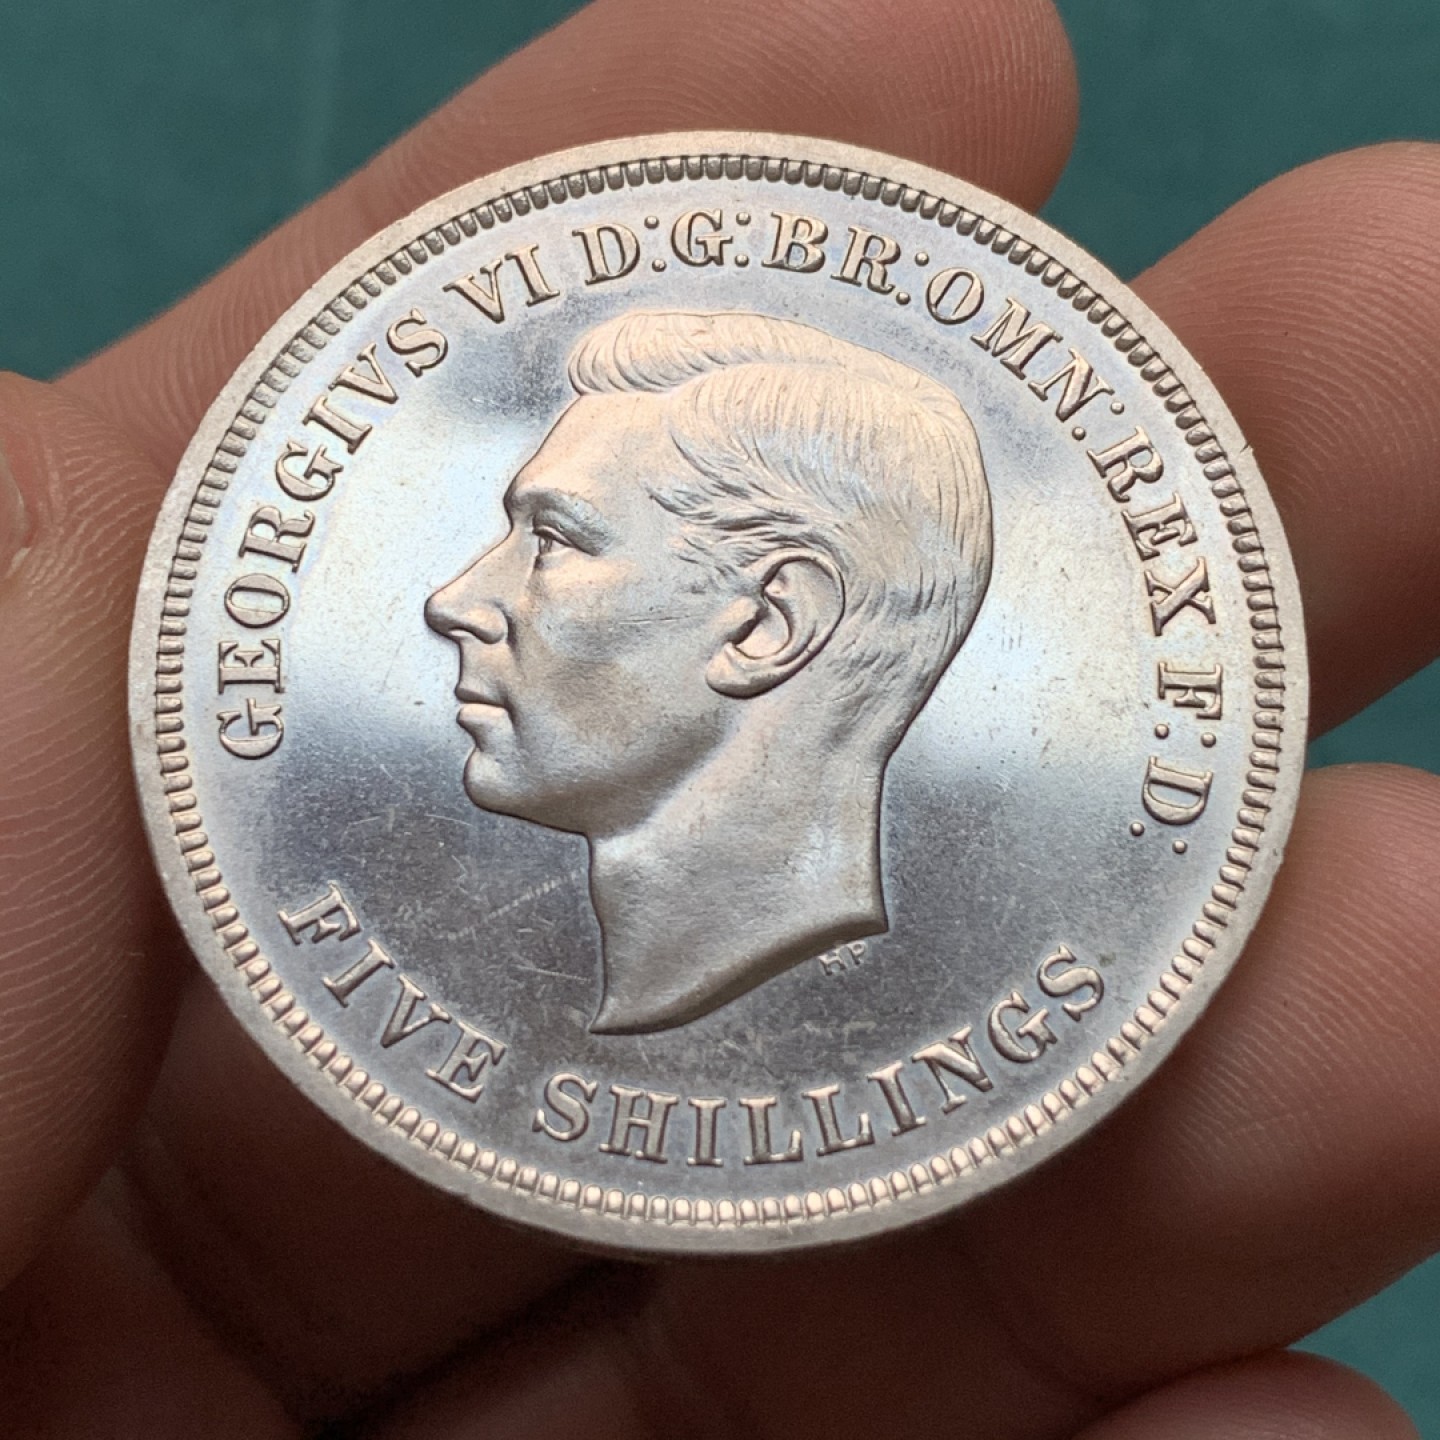 GEORGIVS VI D:G:BR:OMN:REX F:D:
HP
FIVE SHILLINGS